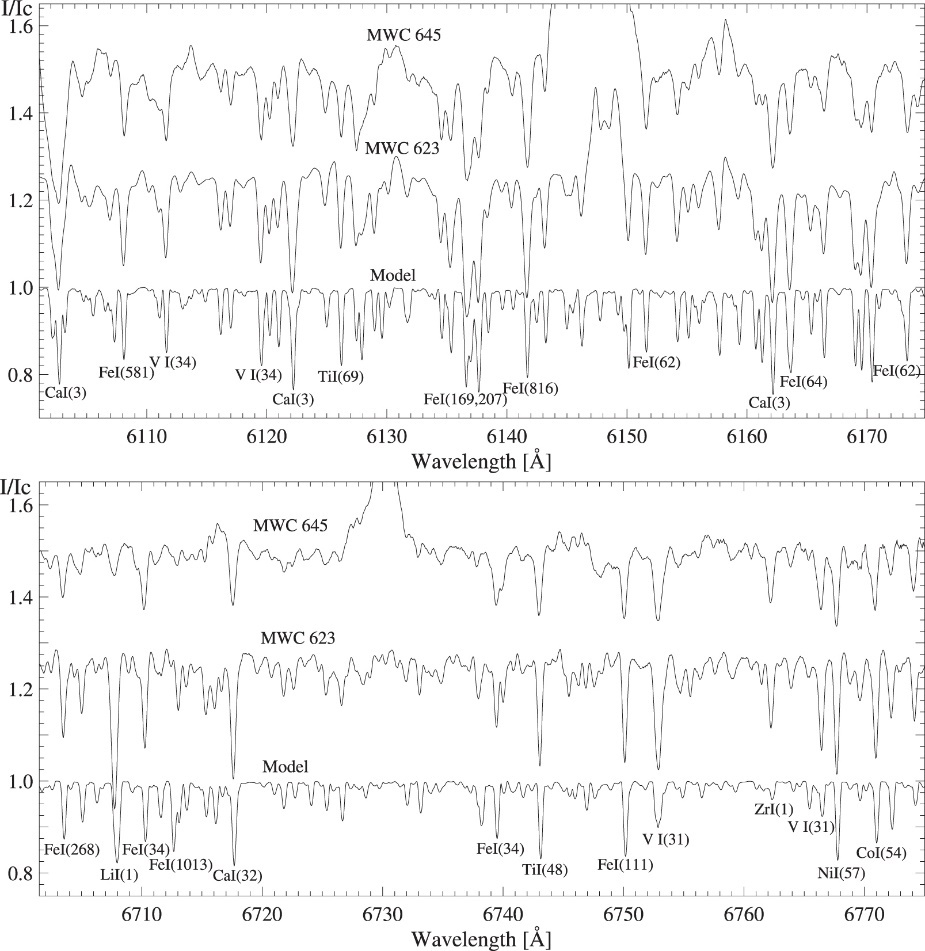 I/Ic
1.6
MWC 645
1.4
MWC 623
1.2
Model
1.0
FeI(581)
V I(34)
V I(34)
TiI(69)
FeI(62)
FeI(62)
0.8
CaI(3)
CaI(3)
FeI(169,207)
FeI(816)
CaI(3)
FeI(64)
6110
6120
6130
6140
6150
6160
6170
Wavelength [Å]
I/Ic
1.6
MWC 645
1.4
MWC 623
1.2
Model
1.0
ZrI(1)
V I(31)
V I(31)
FeI(268)
FeI(34)
FeI(34)
FeI(1013)
FeI(111)
CoI(54)
0.8
LiI(1)
CaI(32)
TiI(48)
NiI(57)
6710
6720
6730
6740
6750
6760
6770
Wavelength [Å]